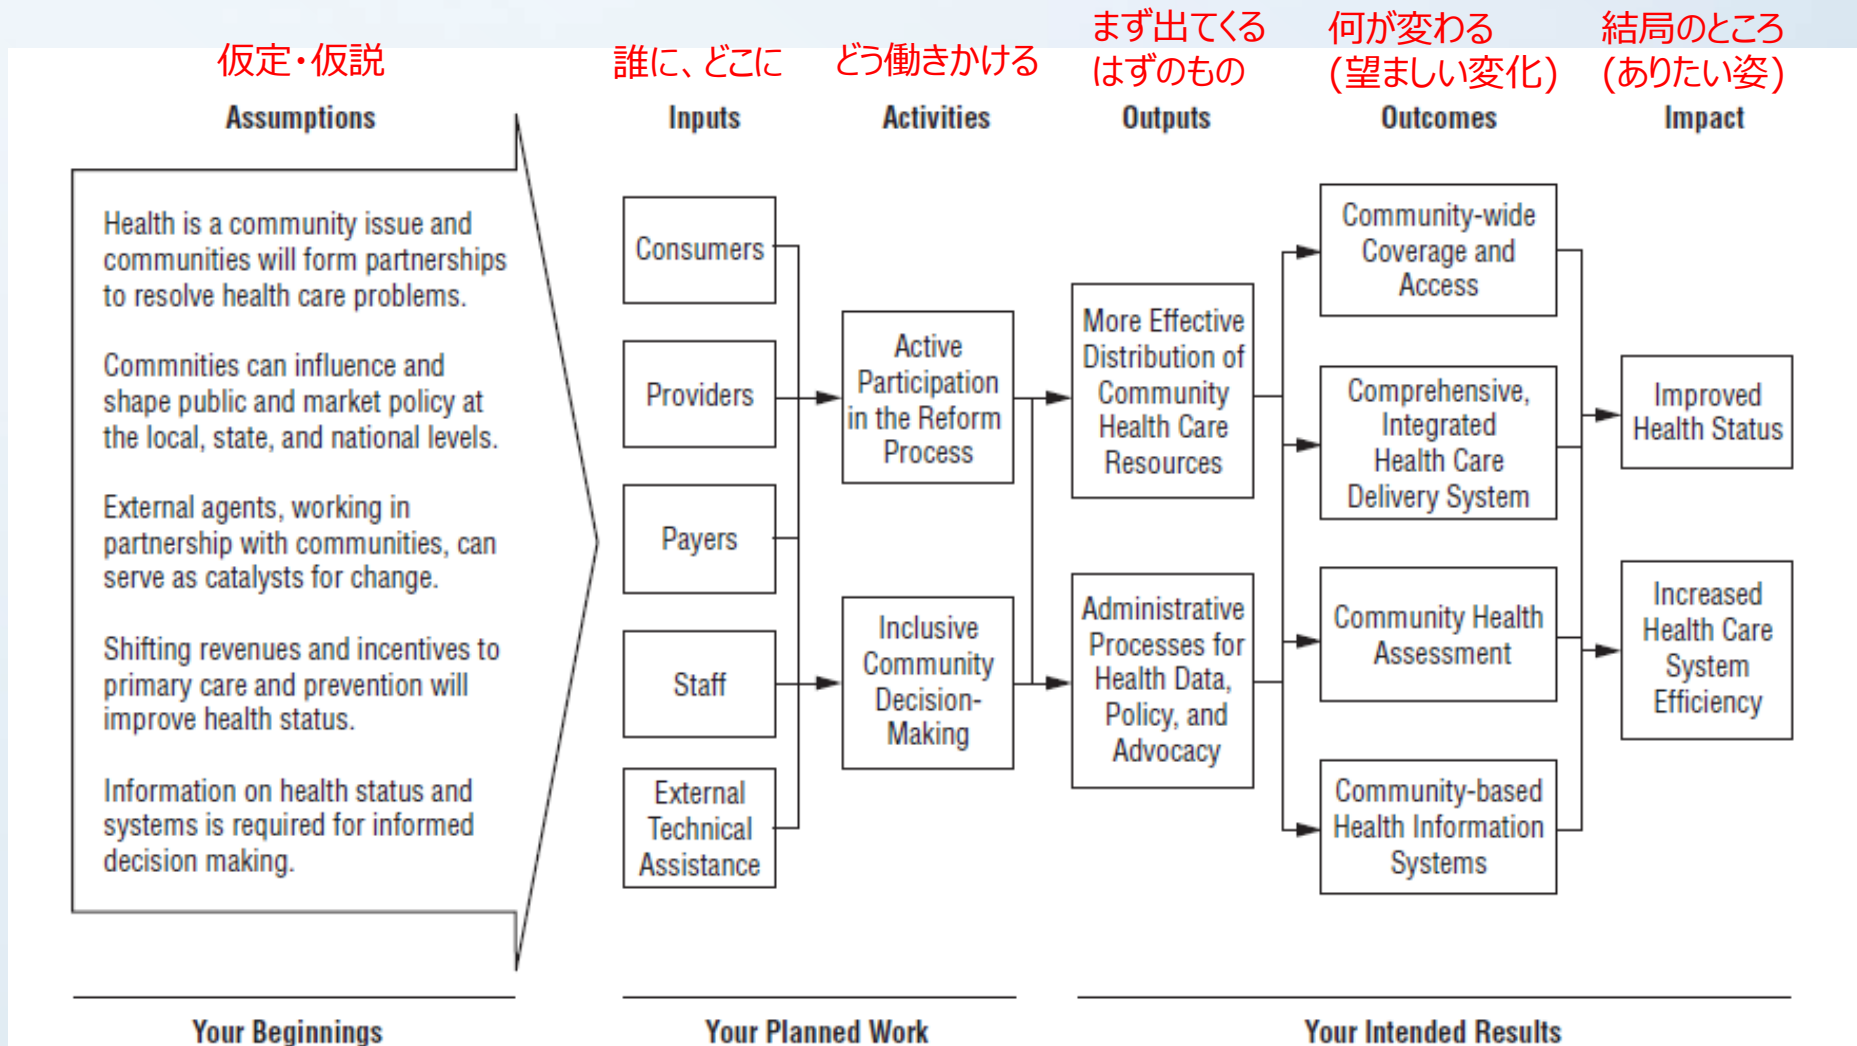 仮定・仮説
誰に、どこに
どう働きかける
まず出てくる
はずのもの
何が変わる
(望ましい変化)
結局のところ
(ありたい姿)
Assumptions
Inputs
Activities
Outputs
Outcomes
Impact
Health is a community issue and
communities will form partnerships
to resolve health care problems.
Commnities can influence and
shape public and market policy at
the local, state, and national levels.
External agents, working in
partnership with communities, can
serve as catalysts for change.
Shifting revenues and incentives to
primary care and prevention will
improve health status.
Information on health status and
systems is required for informed
decision making.
Consumers
Providers
Payers
Staff
External
Technical
Assistance
Active
Participation
in the Reform
Process
Inclusive
Community
Decision-
Making
More Effective
Distribution of
Community
Health Care
Resources
Administrative
Processes for
Health Data,
Policy, and
Advocacy
Community-wide
Coverage and
Access
Comprehensive,
Integrated
Health Care
Delivery System
Community Health
Assessment
Community-based
Health Information
Systems
Improved
Health Status
Increased
Health Care
System
Efficiency
Your Beginnings
Your Planned Work
Your Intended Results